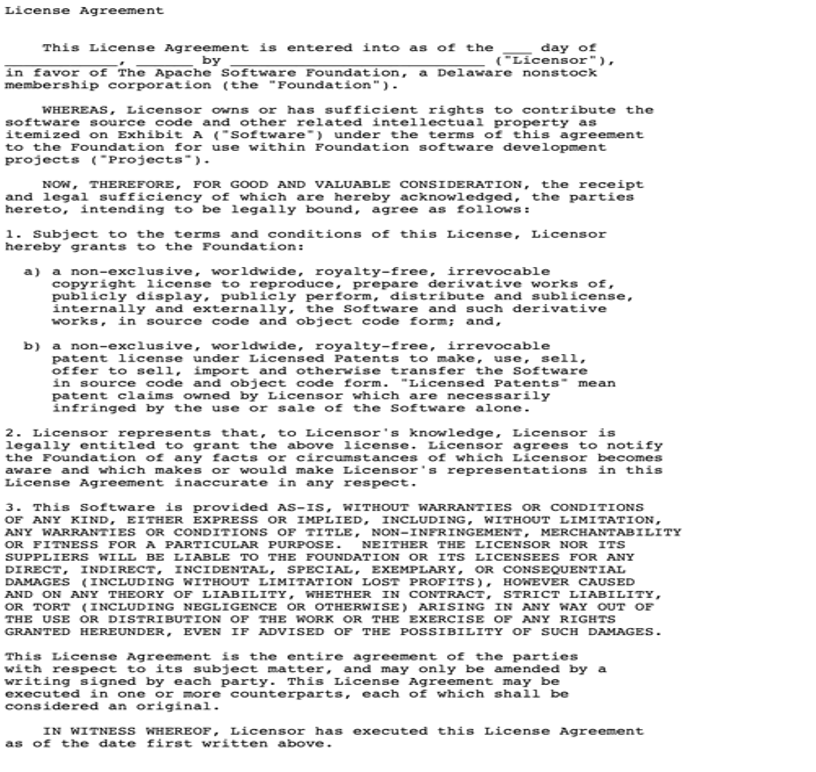 License Agreement
This License Agreement is entered into as of the ___ day of
____________, ______ by ___________________________ ("Licensor"),
in favor of The Apache Software Foundation, a Delaware nonstock
membership corporation (the "Foundation").
WHEREAS, Licensor owns or has sufficient rights to contribute the
software source code and other related intellectual property as
itemized on Exhibit A ("Software") under the terms of this agreement
to the Foundation for use within Foundation software development
projects ("Projects").
NOW, THEREFORE, FOR GOOD AND VALUABLE CONSIDERATION, the receipt
and legal sufficiency of which are hereby acknowledged, the parties
hereto, intending to be legally bound, agree as follows:
1. Subject to the terms and conditions of this License, Licensor
hereby grants to the Foundation:
a) a non-exclusive, worldwide, royalty-free, irrevocable
copyright license to reproduce, prepare derivative works of,
publicly display, publicly perform, distribute and sublicense,
internally and externally, the Software and such derivative
works, in source code and object code form; and,
b) a non-exclusive, worldwide, royalty-free, irrevocable
patent license under Licensed Patents to make, use, sell,
offer to sell, import and otherwise transfer the Software
in source code and object code form. "Licensed Patents" mean
patent claims owned by Licensor which are necessarily
infringed by the use or sale of the Software alone.
2. Licensor represents that, to Licensor's knowledge, Licensor is
legally entitled to grant the above license. Licensor agrees to notify
the Foundation of any facts or circumstances of which Licensor becomes
aware and which makes or would make Licensor's representations in this
License Agreement inaccurate in any respect.
3. This Software is provided AS-IS, WITHOUT WARRANTIES OR CONDITIONS
OF ANY KIND, EITHER EXPRESS OR IMPLIED, INCLUDING, WITHOUT LIMITATION,
ANY WARRANTIES OR CONDITIONS OF TITLE, NON-INFRINGEMENT, MERCHANTABILITY
OR FITNESS FOR A PARTICULAR PURPOSE.  NEITHER THE LICENSOR NOR ITS
SUPPLIERS WILL BE LIABLE TO THE FOUNDATION OR ITS LICENSEES FOR ANY
DIRECT, INDIRECT, INCIDENTAL, SPECIAL, EXEMPLARY, OR CONSEQUENTIAL
DAMAGES (INCLUDING WITHOUT LIMITATION LOST PROFITS), HOWEVER CAUSED
AND ON ANY THEORY OF LIABILITY, WHETHER IN CONTRACT, STRICT LIABILITY,
OR TORT (INCLUDING NEGLIGENCE OR OTHERWISE) ARISING IN ANY WAY OUT OF
THE USE OR DISTRIBUTION OF THE WORK OR THE EXERCISE OF ANY RIGHTS
GRANTED HEREUNDER, EVEN IF ADVISED OF THE POSSIBILITY OF SUCH DAMAGES.
This License Agreement is the entire agreement of the parties
with respect to its subject matter, and may only be amended by a
writing signed by each party. This License Agreement may be
executed in one or more counterparts, each of which shall be
considered an original.
IN WITNESS WHEREOF, Licensor has executed this License Agreement
as of the date first written above.